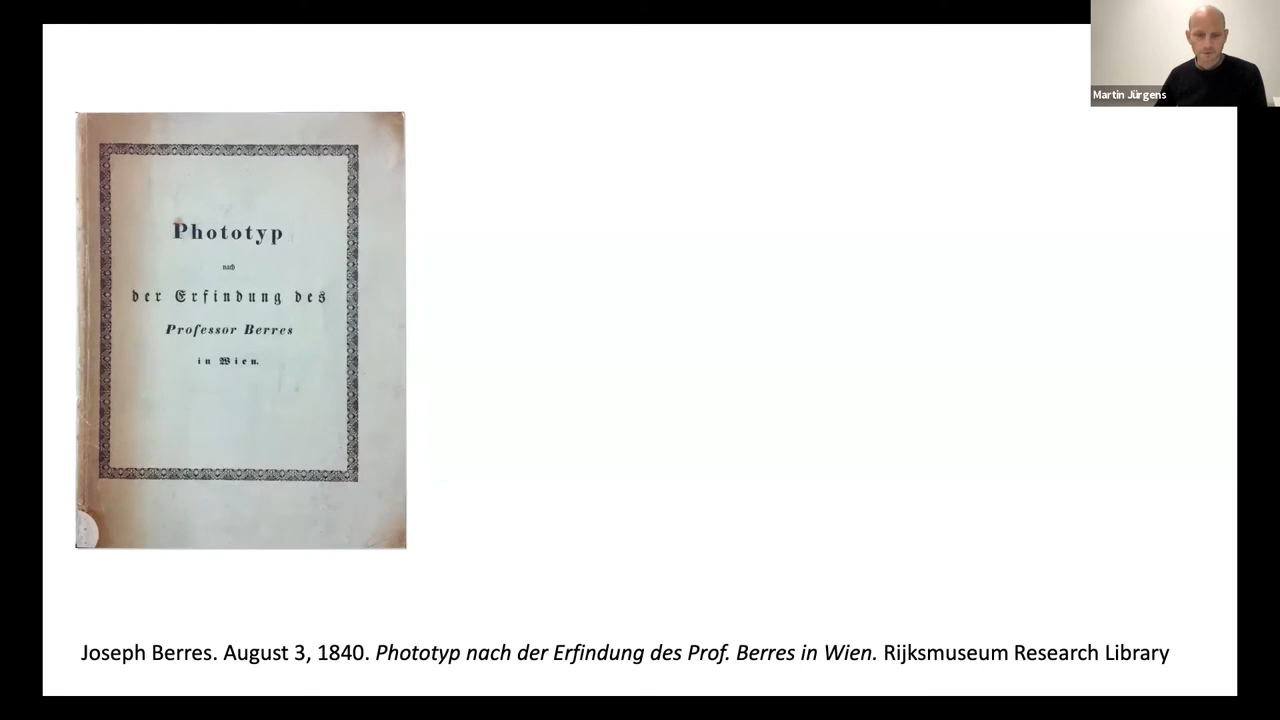 Martin Jürgens
Phototyp
nach
der Erfindung des
Profeſſor Berres
in Wien.
Joseph Berres. August 3, 1840. Phototyp nach der Erfindung des Prof. Berres in Wien. Rijksmuseum Research Library